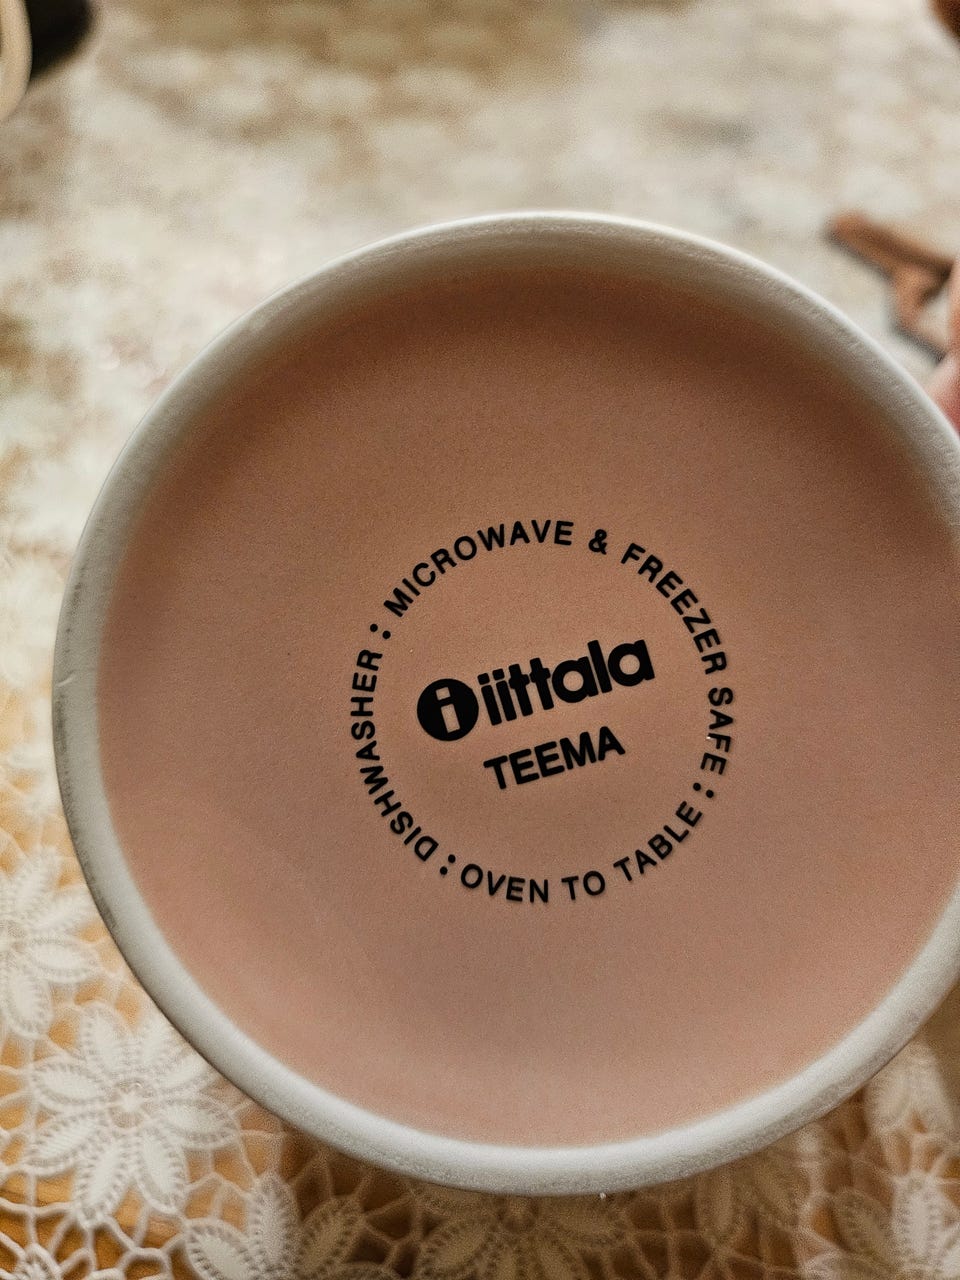 MICROWAVE & FREEZER SAFE : OVEN TO TABLE : DISHWASHER :
i iittala
TEEMA